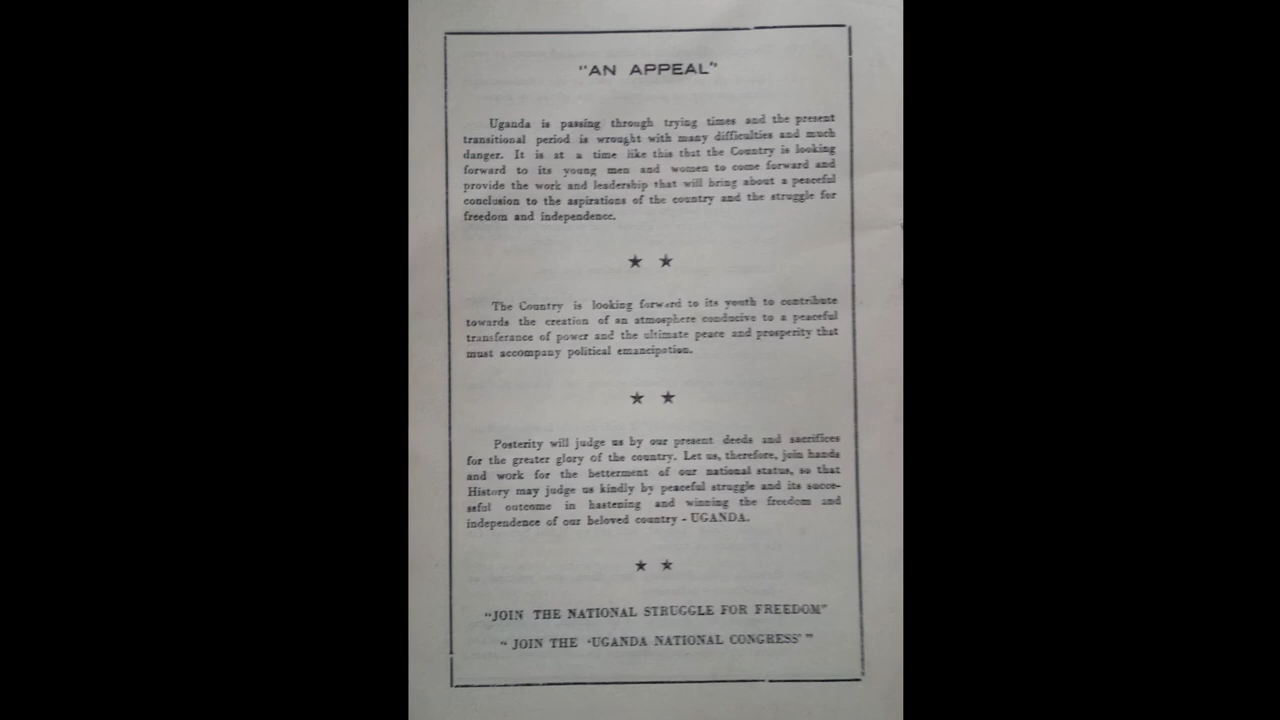 "AN APPEAL"
Uganda is passing through trying times and the present
transitional period is wrought with many difficulties and much
danger. It is at a time like this that the Country is looking
forward to its young men and women to come forward and
provide the work and leadership that will bring about a peaceful
conclusion to the aspirations of the country and the struggle for
freedom and independence.
★ ★
The Country is looking forward to its youth to contribute
towards the creation of an atmosphere conducive to a peaceful
transferance of power and the ultimate peace and prosperity that
must accompany political emancipation.
★ ★
Posterity will judge us by our present deeds and sacrifices
for the greater glory of the country. Let us, therefore, join hands
and work for the betterment of our national status, so that
History may judge us kindly by peaceful struggle and its succe-
sful outcome in hastening and winning the freedom and
independence of our beloved country - UGANDA.
★ ★
"JOIN THE NATIONAL STRUGGLE FOR FREEDOM"
" JOIN THE 'UGANDA NATIONAL CONGRESS' "